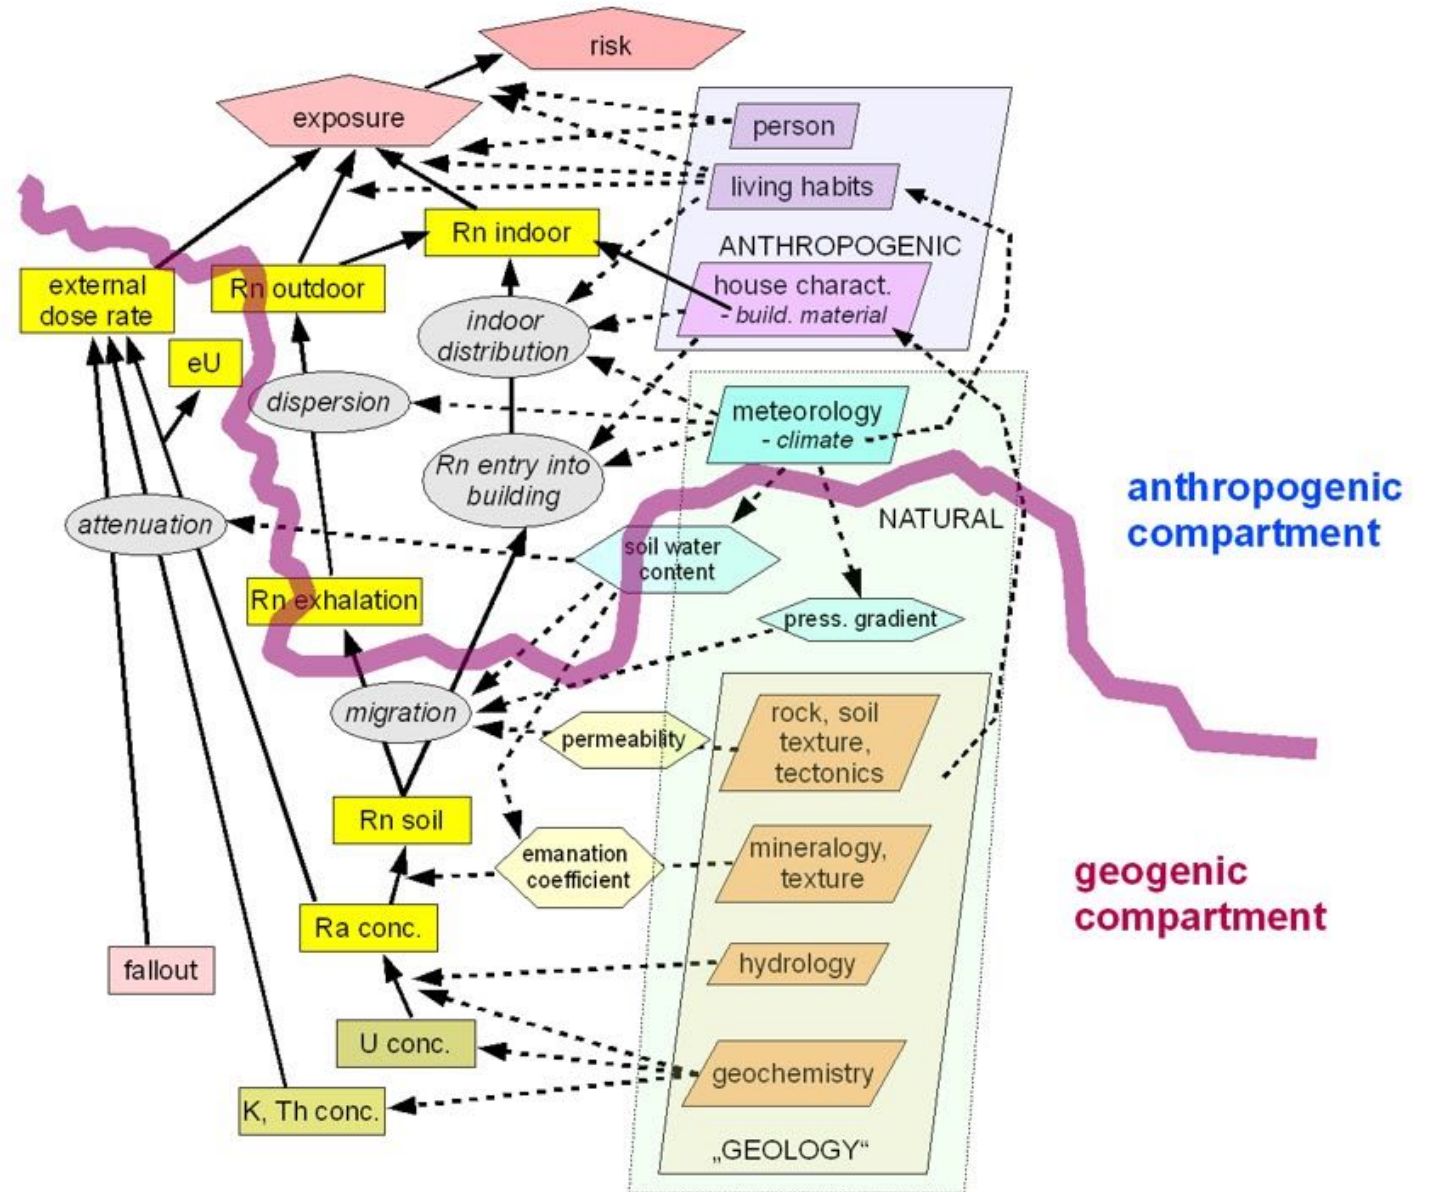 risk
exposure
person
living habits
Rn indoor
ANTHROPOGENIC
external
dose rate
Rn outdoor
house charact.
- build. material
indoor
distribution
eU
dispersion
meteorology
- climate
Rn entry into
building
anthropogenic
compartment
attenuation
NATURAL
soil water
content
Rn exhalation
press. gradient
migration
permeability
rock, soil
texture,
tectonics
Rn soil
emanation
coefficient
mineralogy,
texture
geogenic
compartment
Ra conc.
fallout
hydrology
U conc.
geochemistry
K, Th conc.
„GEOLOGY“